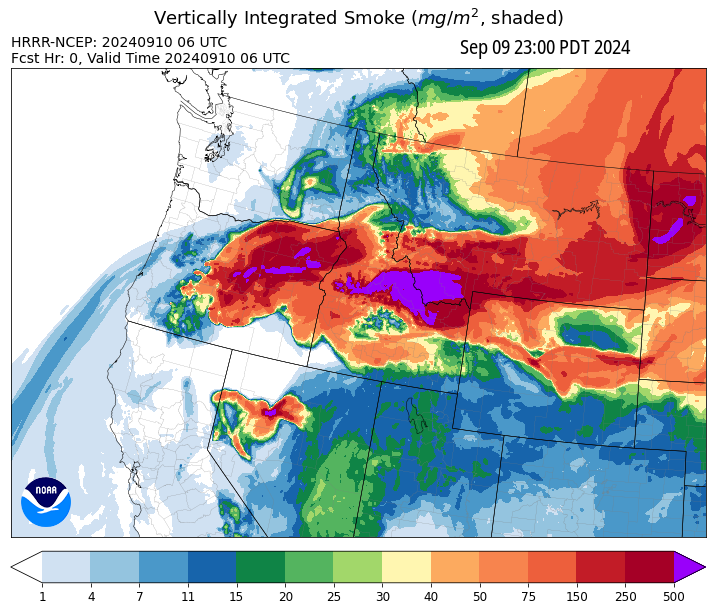 Vertically Integrated Smoke (mg/m², shaded)
HRRR-NCEP: 20240910 06 UTC
Fcst Hr: 0, Valid Time 20240910 06 UTC
Sep 09 23:00 PDT 2024
NOAA
1 4 7 11 15 20 25 30 40 50 75 150 250 500